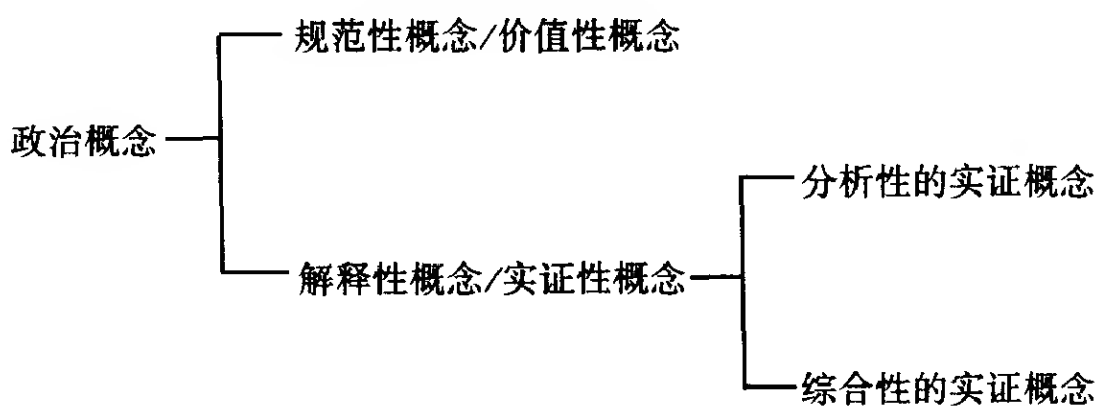 规范性概念/价值性概念
政治概念
分析性的实证概念
解释性概念/实证性概念
综合性的实证概念